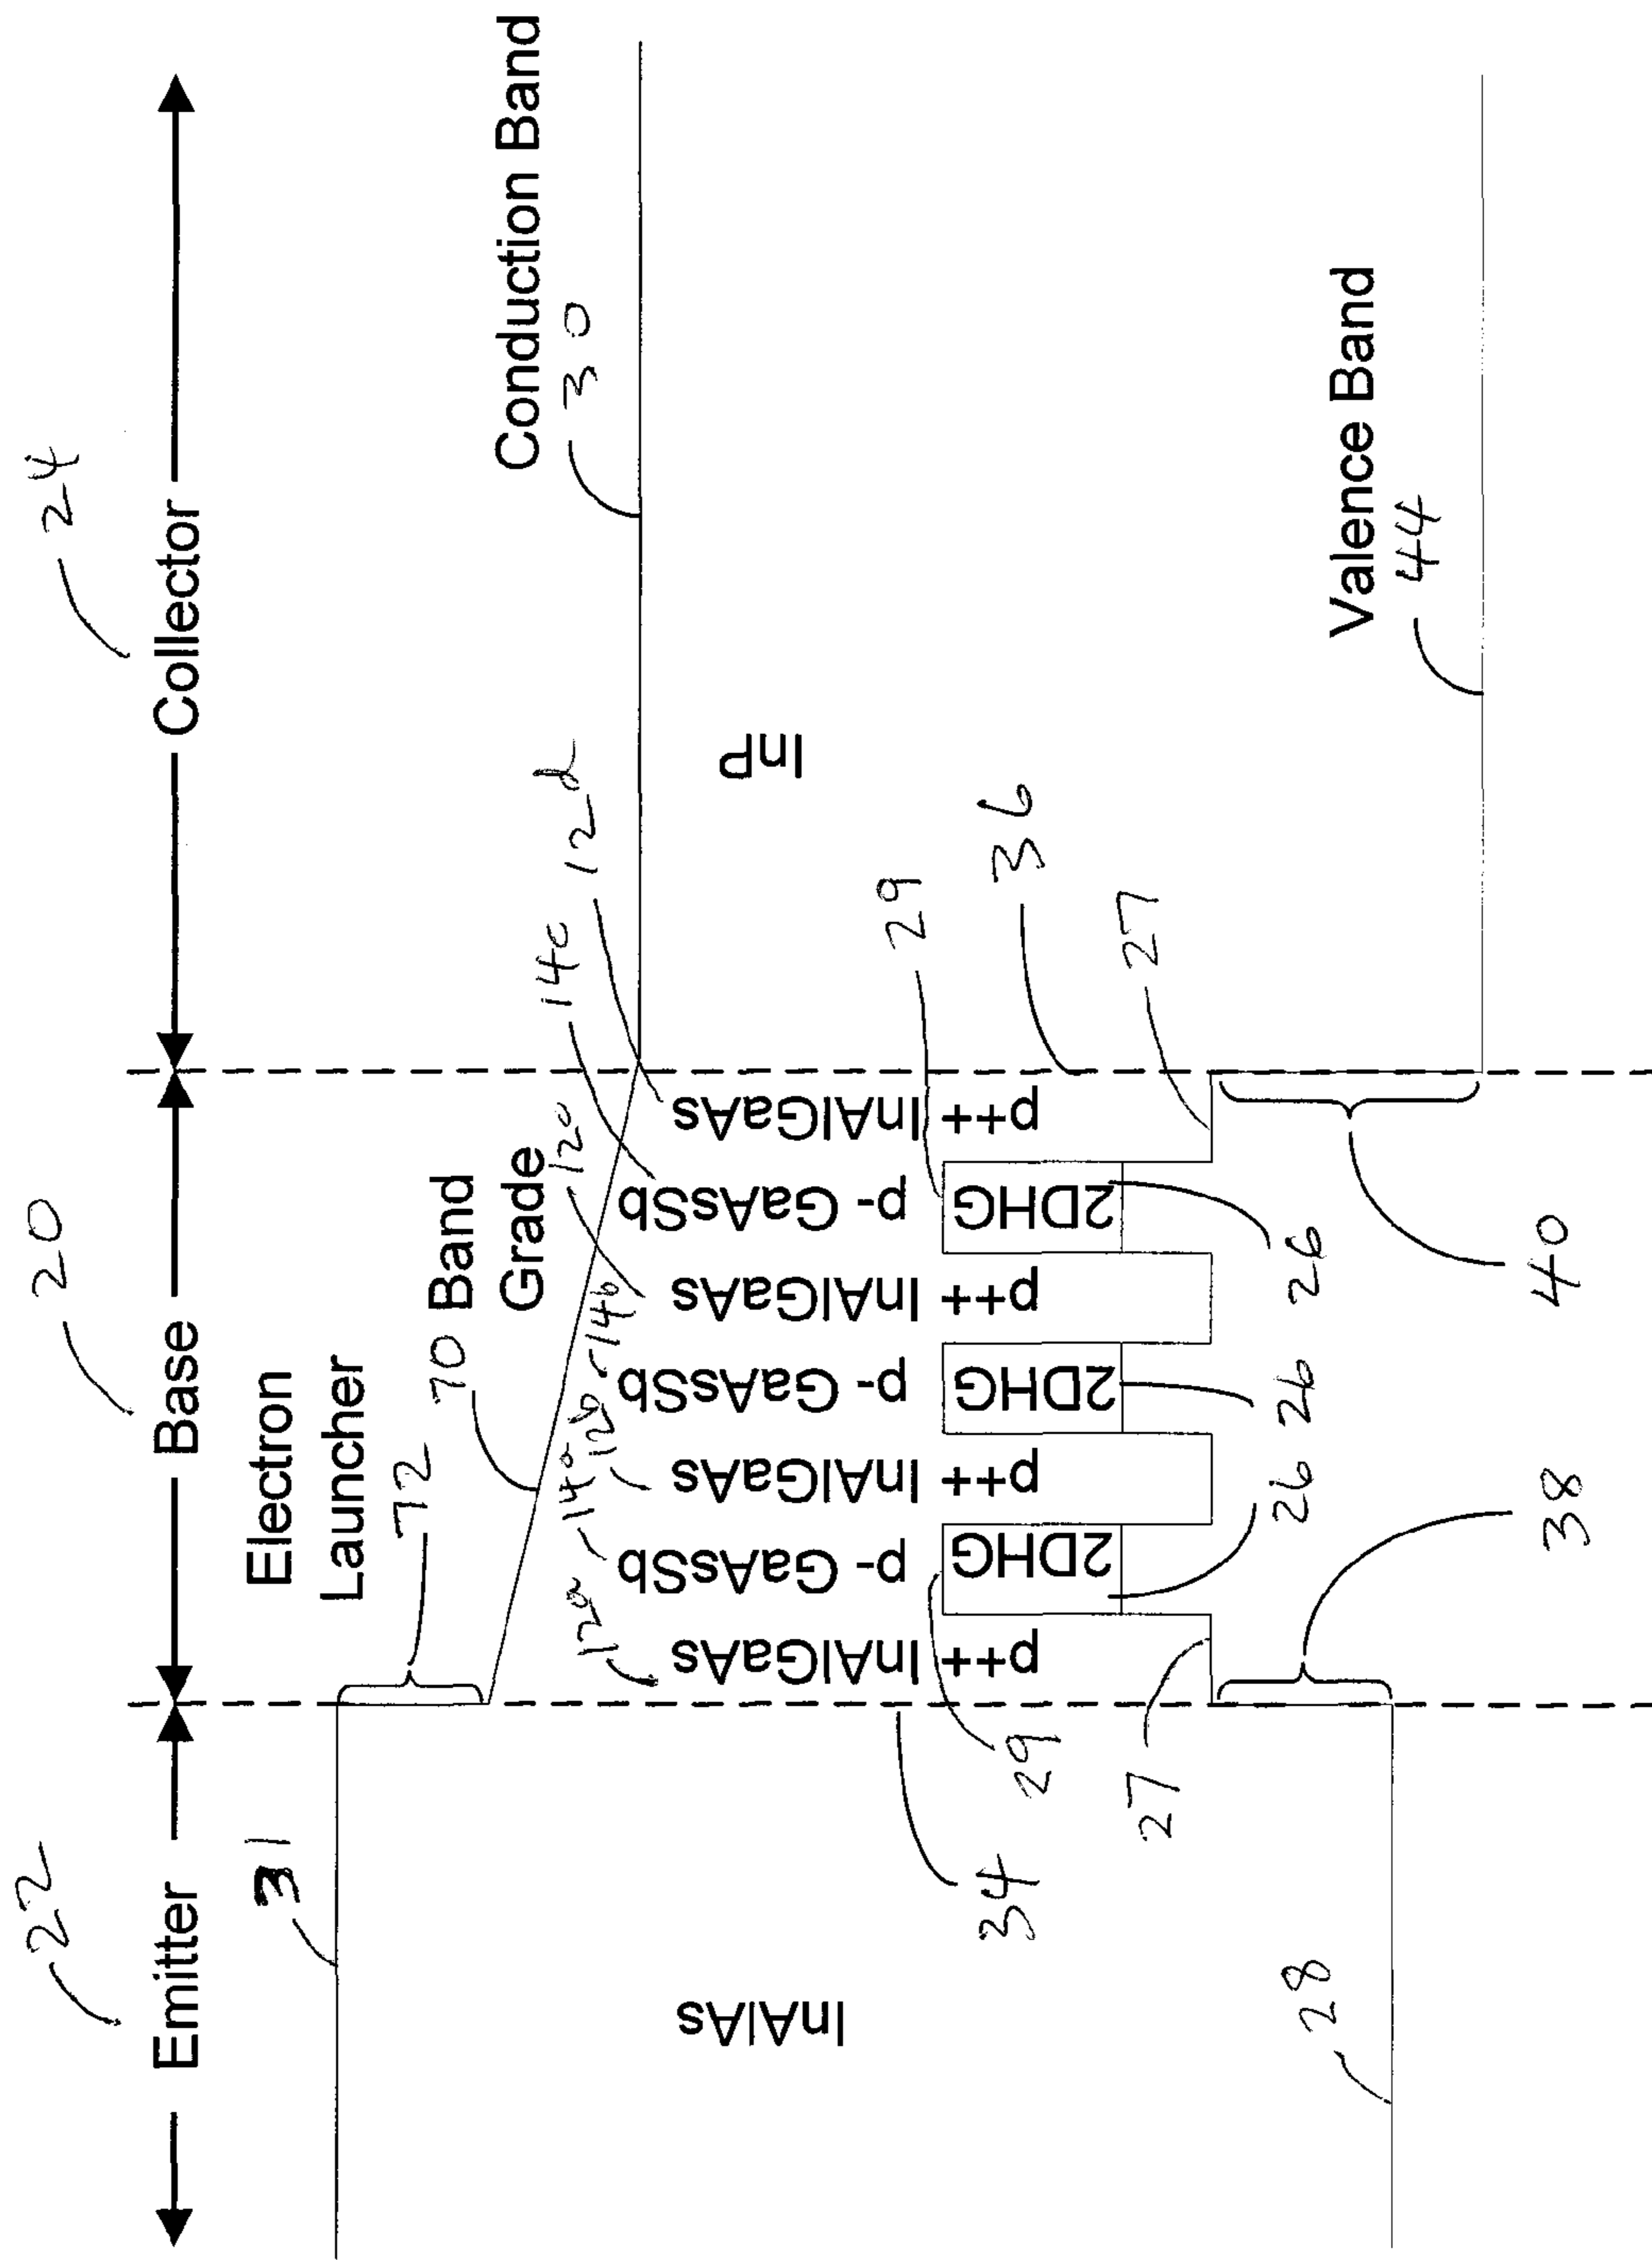 22
20
24
Emitter
Base
Collector
31
Electron
Launcher
72
70
Band
Grade
Conduction Band
30
12a
14a
12b
14b
120
14c
12d
InAlAs
p++ InAlGaAs
p- GaAsSb
p++ InAlGaAs
p- GaAsSb
p++ InAlGaAs
p- GaAsSb
p++ InAlGaAs
InP
2DHG
2DHG
2DHG
34
29
29
36
27
27
28
26
26
26
38
40
Valence Band
44